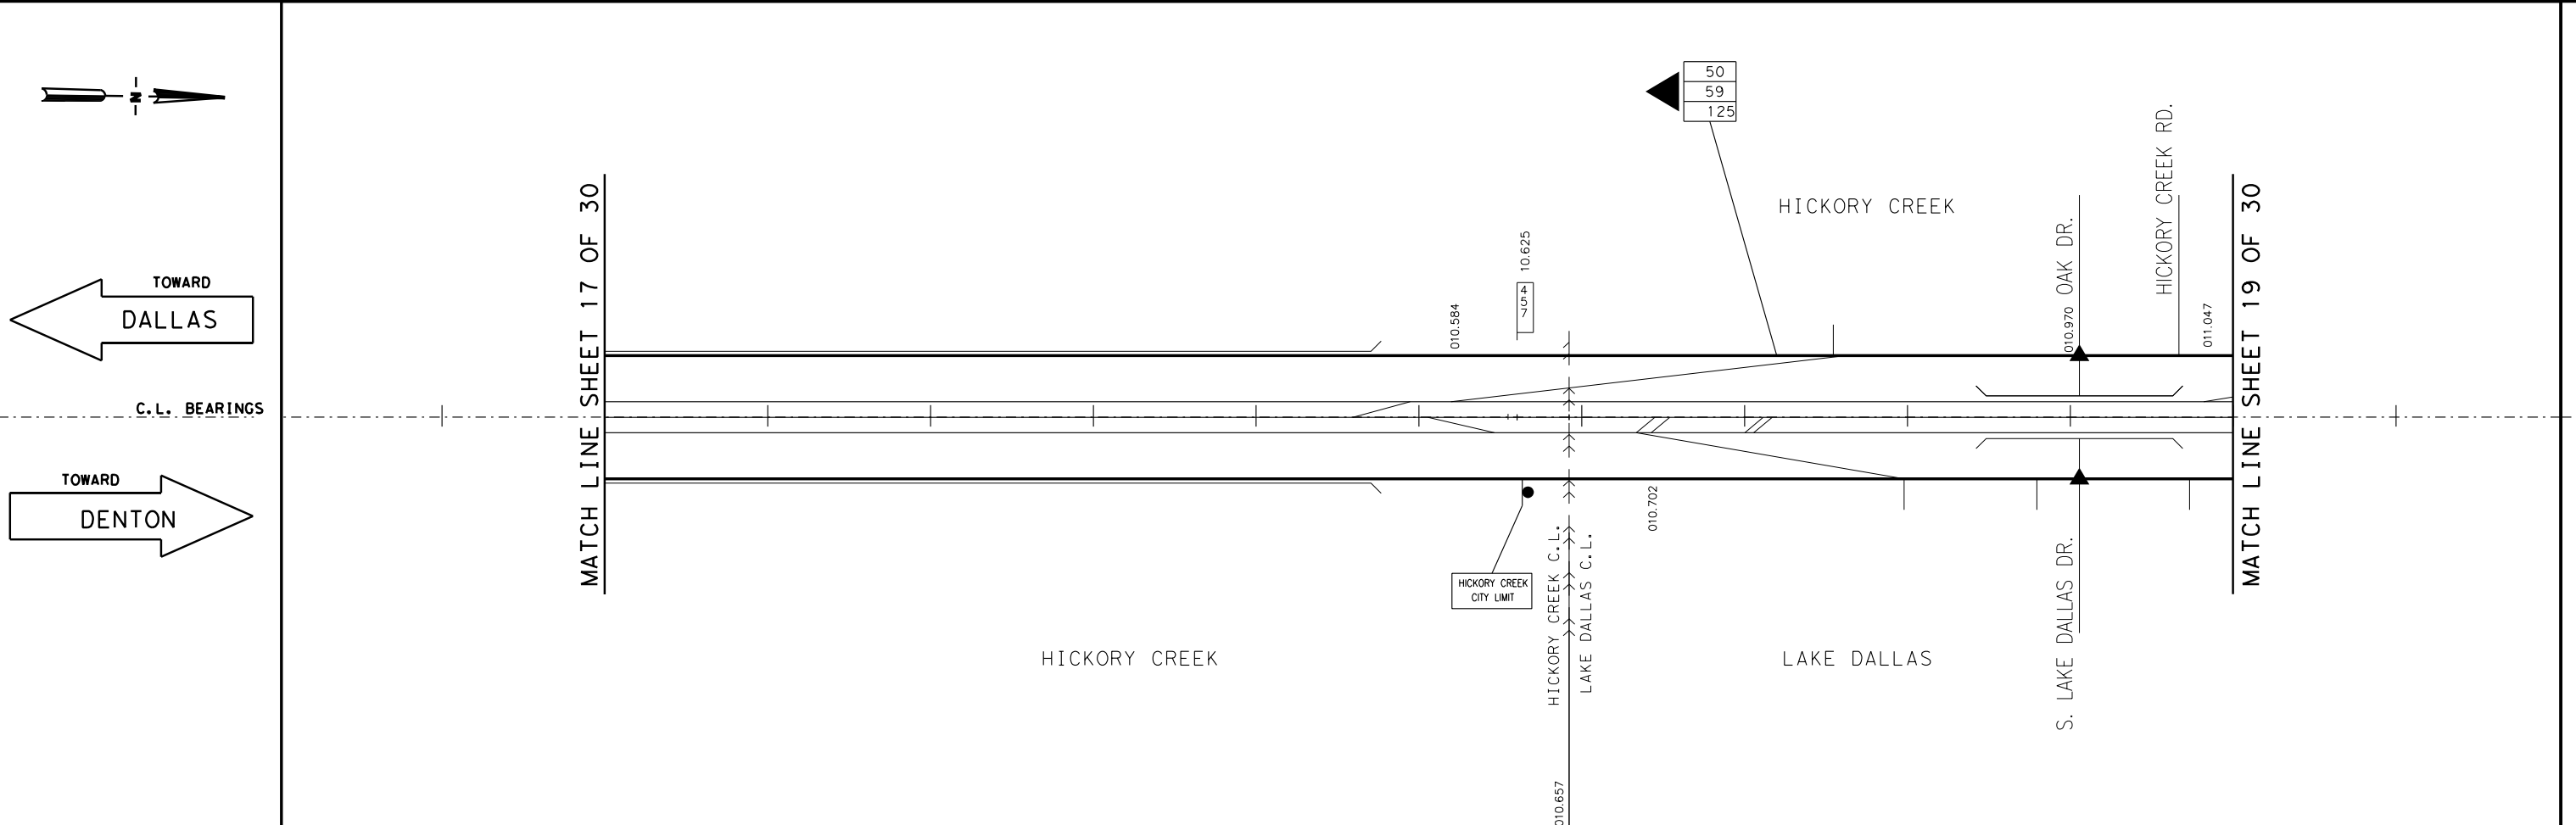 N
TOWARD
DALLAS
C.L. BEARINGS
TOWARD
DENTON
MATCH LINE SHEET 17 OF 30
010.584
4
5
7
10.625
50
59
125
HICKORY CREEK
010.970
OAK DR.
HICKORY CREEK RD.
011.047
MATCH LINE SHEET 19 OF 30
HICKORY CREEK
CITY LIMIT
HICKORY CREEK C.L.
LAKE DALLAS C.L.
010.702
HICKORY CREEK
LAKE DALLAS
S. LAKE DALLAS DR.
010.657